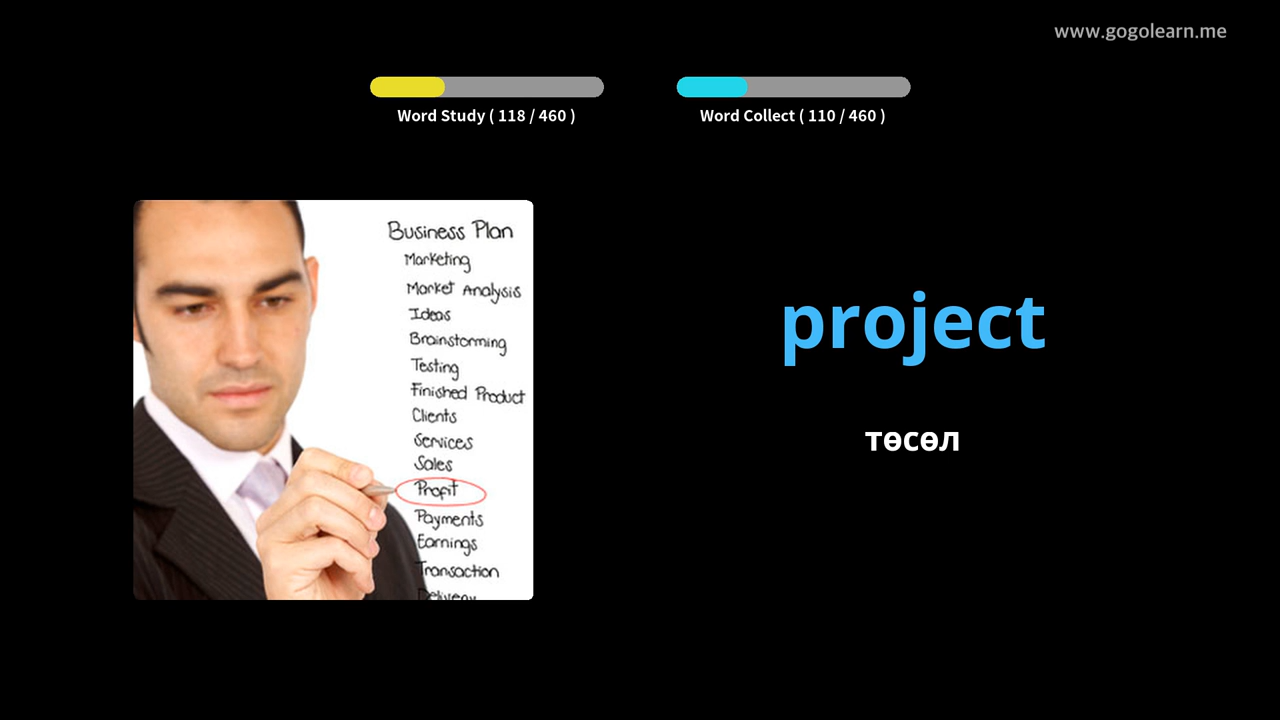 www.gogolearn.me
Word Study ( 118 / 460 )
Word Collect ( 110 / 460 )
Business Plan
Marketing
Market Analysis
Ideas
Brainstorming
Testing
Finished Product
Clients
Services
Sales
Profit
Payments
Earnings
Transaction
Delivery
project
төсөл